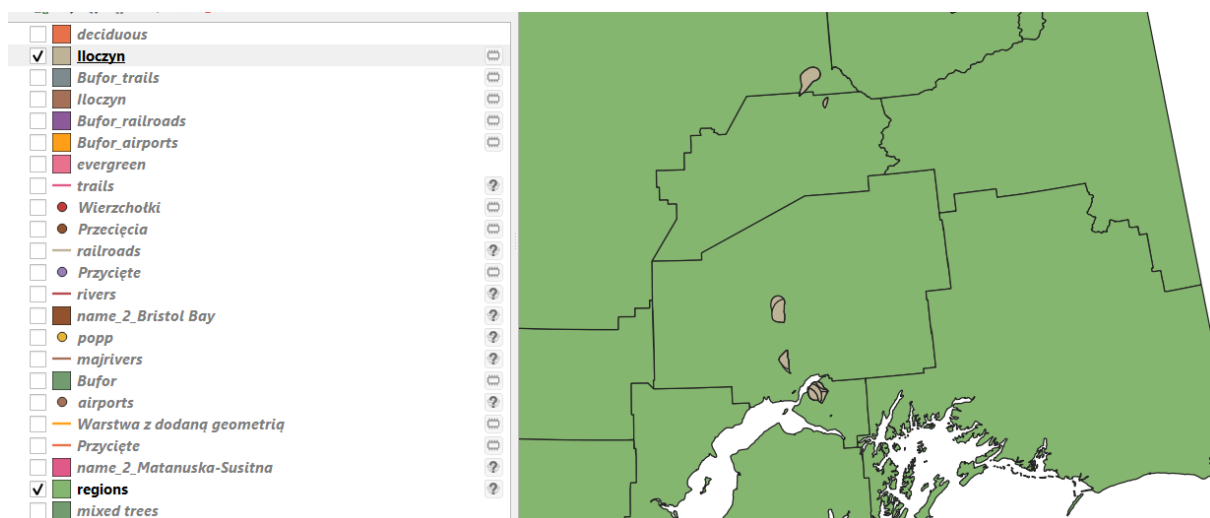 deciduous
Iloczyn
Bufor_trails
Iloczyn
Bufor_railroads
Bufor_airports
evergreen
trails
Wierzchołki
Przecięcia
railroads
Przycięte
rivers
name_2_Bristol Bay
popp
majrivers
Bufor
airports
Warstwa z dodaną geometrią
Przycięte
name_2_Matanuska-Susitna
regions
mixed trees